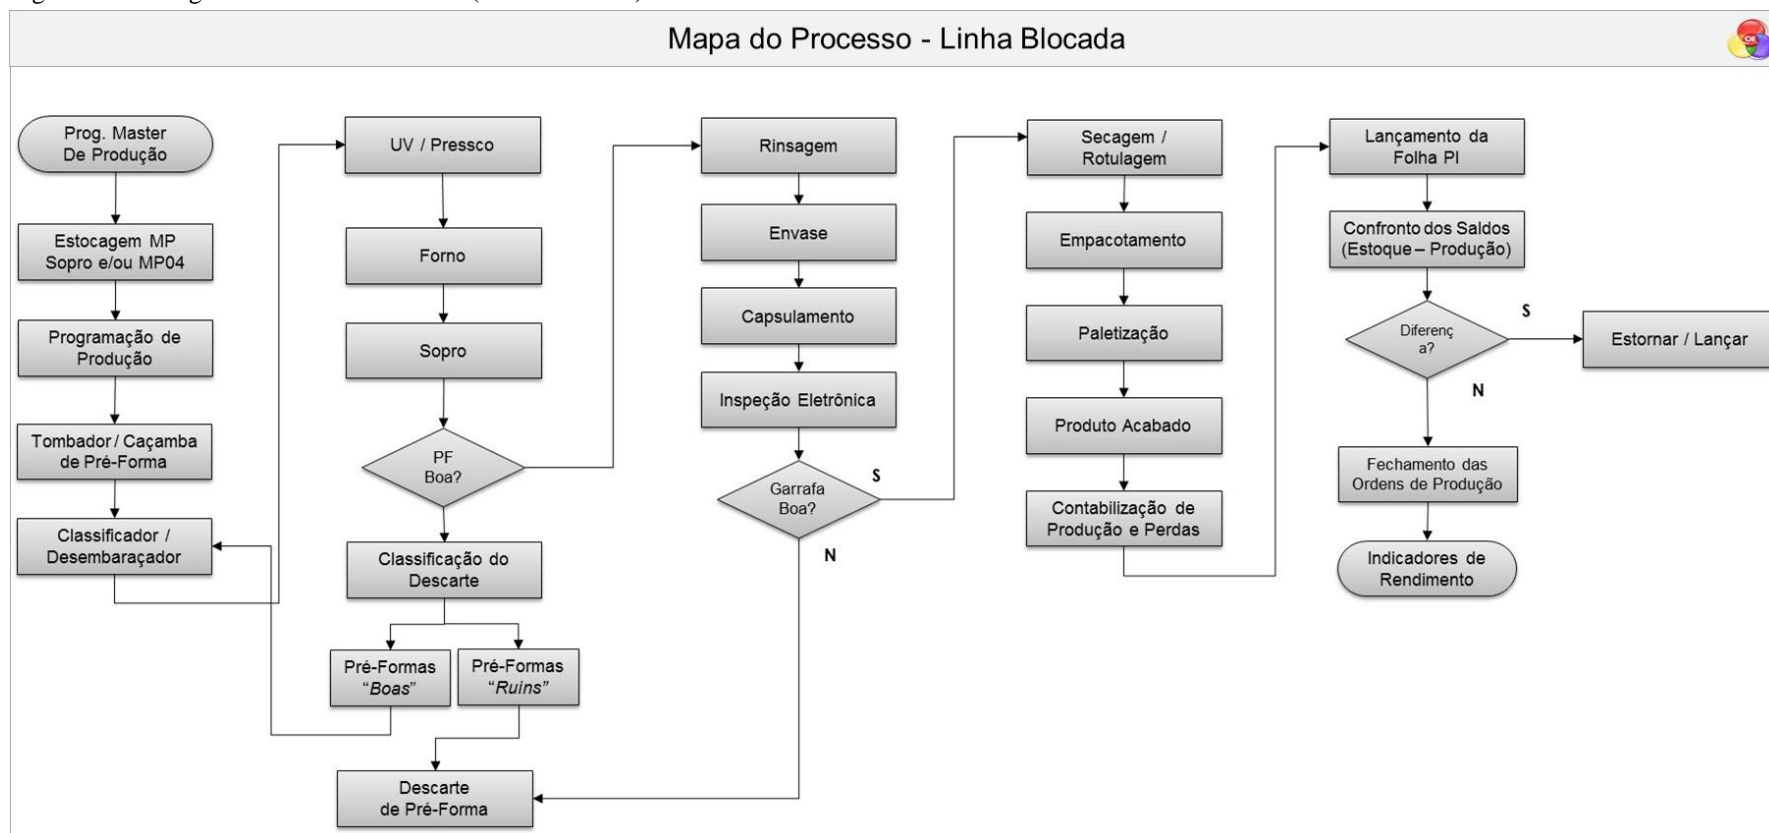 Mapa do Processo - Linha Blocada
Prog. Master
De Produção
Estocagem MP
Sopro e/ou MP04
Programação de
Produção
Tombador / Caçamba
de Pré-Forma
Classificador /
Desembaraçador
UV / Pressco
Forno
Sopro
PF
Boa?
Classificação do
Descarte
Pré-Formas
“Boas”
Pré-Formas
“Ruins”
Descarte
de Pré-Forma
Rinsagem
Envase
Capsulamento
Inspeção Eletrônica
Garrafa
Boa?
S
N
Secagem /
Rotulagem
Empacotamento
Paletização
Produto Acabado
Contabilização de
Produção e Perdas
Lançamento da
Folha PI
Confronto dos Saldos
(Estoque – Produção)
Diferenç
a?
S
N
Estornar / Lançar
Fechamento das
Ordens de Produção
Indicadores de
Rendimento